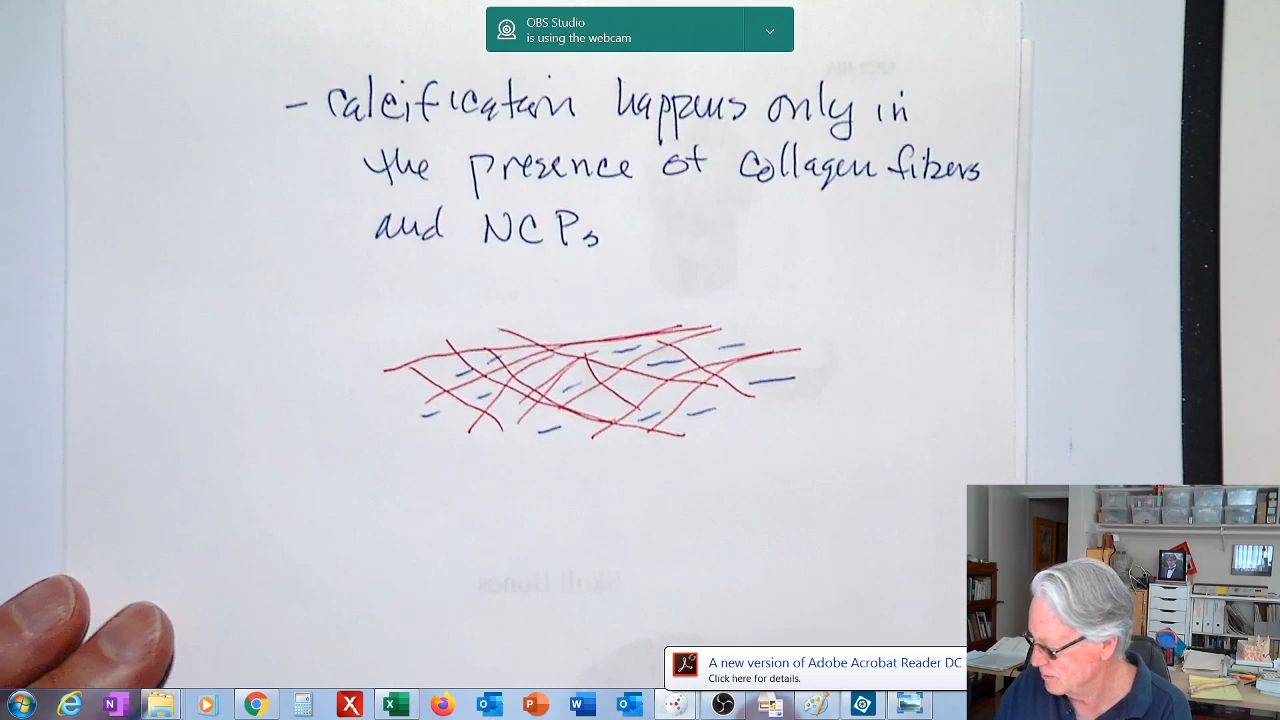 OBS Studio
is using the webcam
- calcification happens only in
the presence of collagen fibers
and NCPs
A new version of Adobe Acrobat Reader DC
Click here for details.